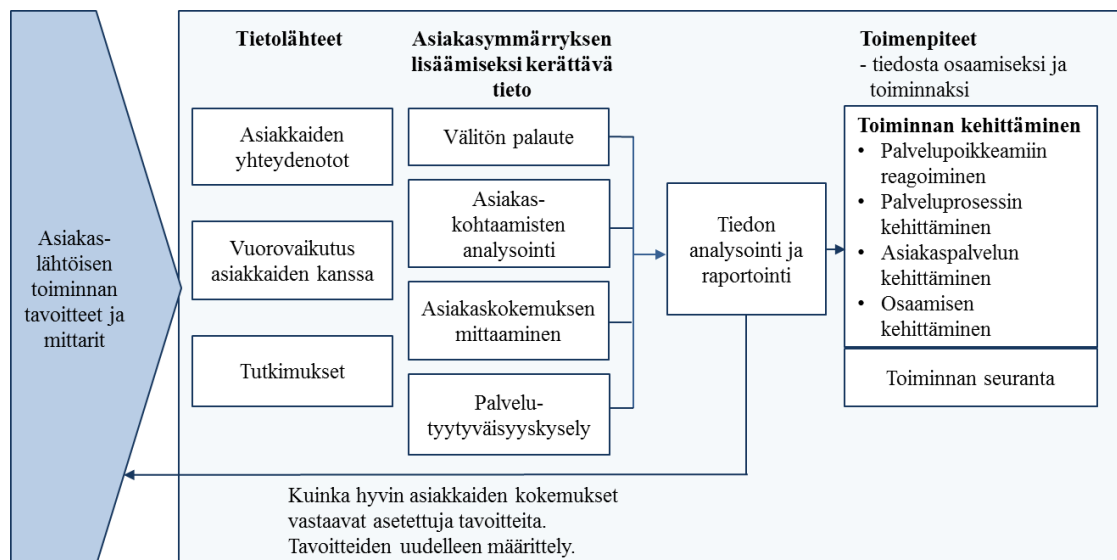 Asiakas-
lähtöisen
toiminnan
tavoitteet ja
mittarit
Tietolähteet
Asiakkaiden
yhteydenotot
Vuorovaikutus
asiakkaiden kanssa
Tutkimukset
Asiakasymmärryksen
lisäämiseksi kerättävä
tieto
Välitön palaute
Asiakas-
kohtaamisten
analysointi
Asiakaskokemuksen
mittaaminen
Palvelu-
tyytyväisyyskysely
Tiedon
analysointi ja
raportointi
Toimenpiteet
- tiedosta osaamiseksi ja
toiminnaksi
Toiminnan kehittäminen
• Palvelupoikkeamiin
reagoiminen
• Palveluprosessin
kehittäminen
• Asiakaspalvelun
kehittäminen
• Osaamisen
kehittäminen
Toiminnan seuranta
Kuinka hyvin asiakkaiden kokemukset
vastaavat asetettuja tavoitteita.
Tavoitteiden uudelleen määrittely.